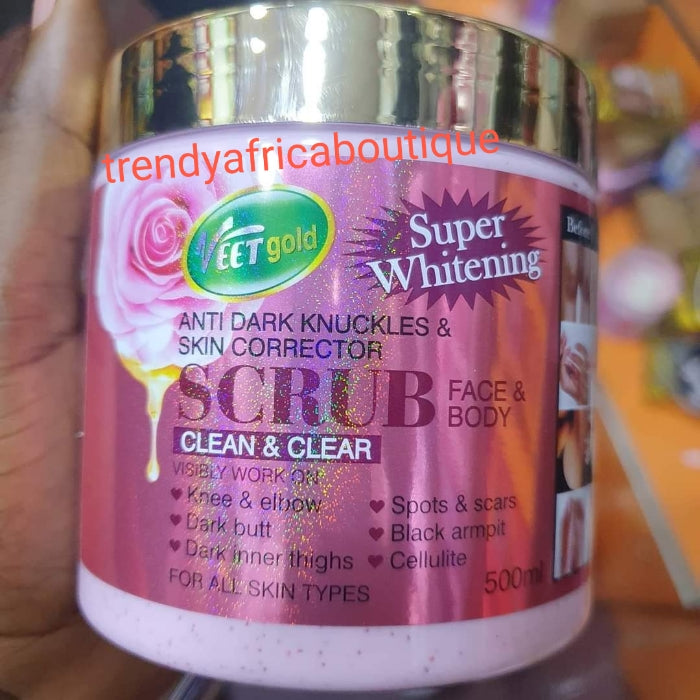 trendyafricaboutique
VEET gold
Super
Whitening
ANTI DARK KNUCKLES &
SKIN CORRECTOR
SCRUB FACE &
BODY
CLEAN & CLEAR
VISIBLY WORK ON
Knee & elbow
Dark butt
Dark inner thighs
Spots & scars
Black armpit
Cellulite
FOR ALL SKIN TYPES
500ml